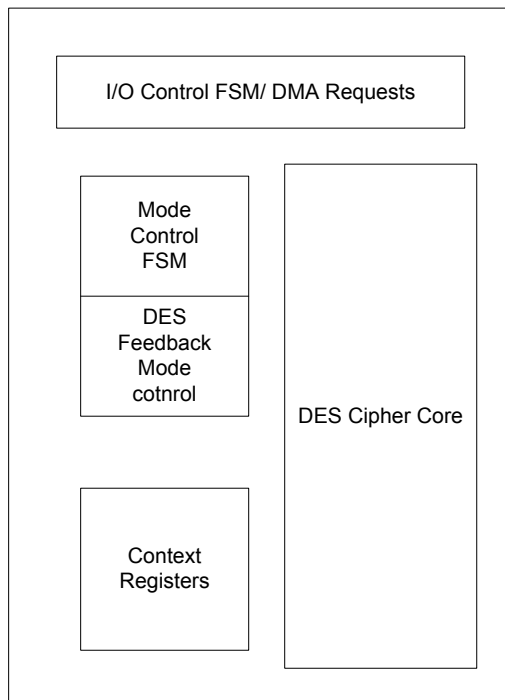 I/O Control FSM/ DMA Requests
Mode
Control
FSM
DES
Feedback
Mode
cotnrol
DES Cipher Core
Context
Registers